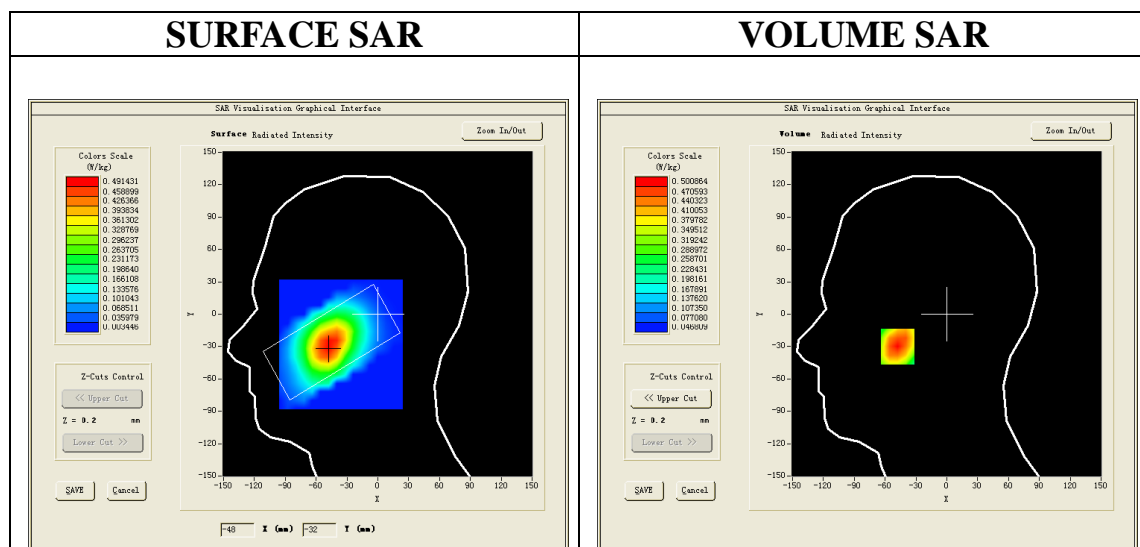 SURFACE SAR
VOLUME SAR
SAR Visualisation Graphical Interface
Surface Radiated Intensity
Zoom In/Out
Colors Scale
(W/kg)
0.491431
0.458899
0.426366
0.393834
0.361302
0.328769
0.296237
0.263705
0.231173
0.198640
0.166108
0.133576
0.101043
0.068511
0.035979
0.003446
150
120
90
60
30
0
-30
-60
-90
-120
-150
Y
-150 -120 -90 -60 -30 0 30 60 90 120 150
X
Z-Cuts Control
<< Upper Cut
Z = 0.2 mm
Lower Cut >>
SAVE Cancel
-48 X (mm) -32 Y (mm)
SAR Visualisation Graphical Interface
Volume Radiated Intensity
Zoom In/Out
Colors Scale
(W/kg)
0.500864
0.470593
0.440323
0.410053
0.379782
0.349512
0.319242
0.288972
0.258701
0.228431
0.198161
0.167891
0.137620
0.107350
0.077080
0.046809
150
120
90
60
30
0
-30
-60
-90
-120
-150
Y
-150 -120 -90 -60 -30 0 30 60 90 120 150
X
Z-Cuts Control
<< Upper Cut
Z = 0.2 mm
Lower Cut >>
SAVE Cancel